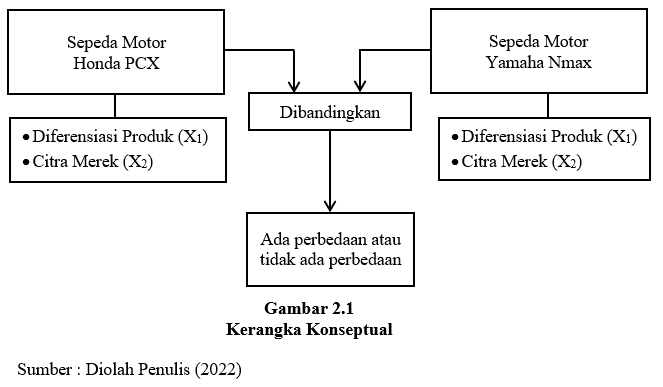 Sepeda Motor
Honda PCX
Sepeda Motor
Yamaha Nmax
Dibandingkan
• Diferensiasi Produk (X₁)
• Citra Merek (X₂)
• Diferensiasi Produk (X₁)
• Citra Merek (X₂)
Ada perbedaan atau
tidak ada perbedaan
Gambar 2.1
Kerangka Konseptual
Sumber : Diolah Penulis (2022)